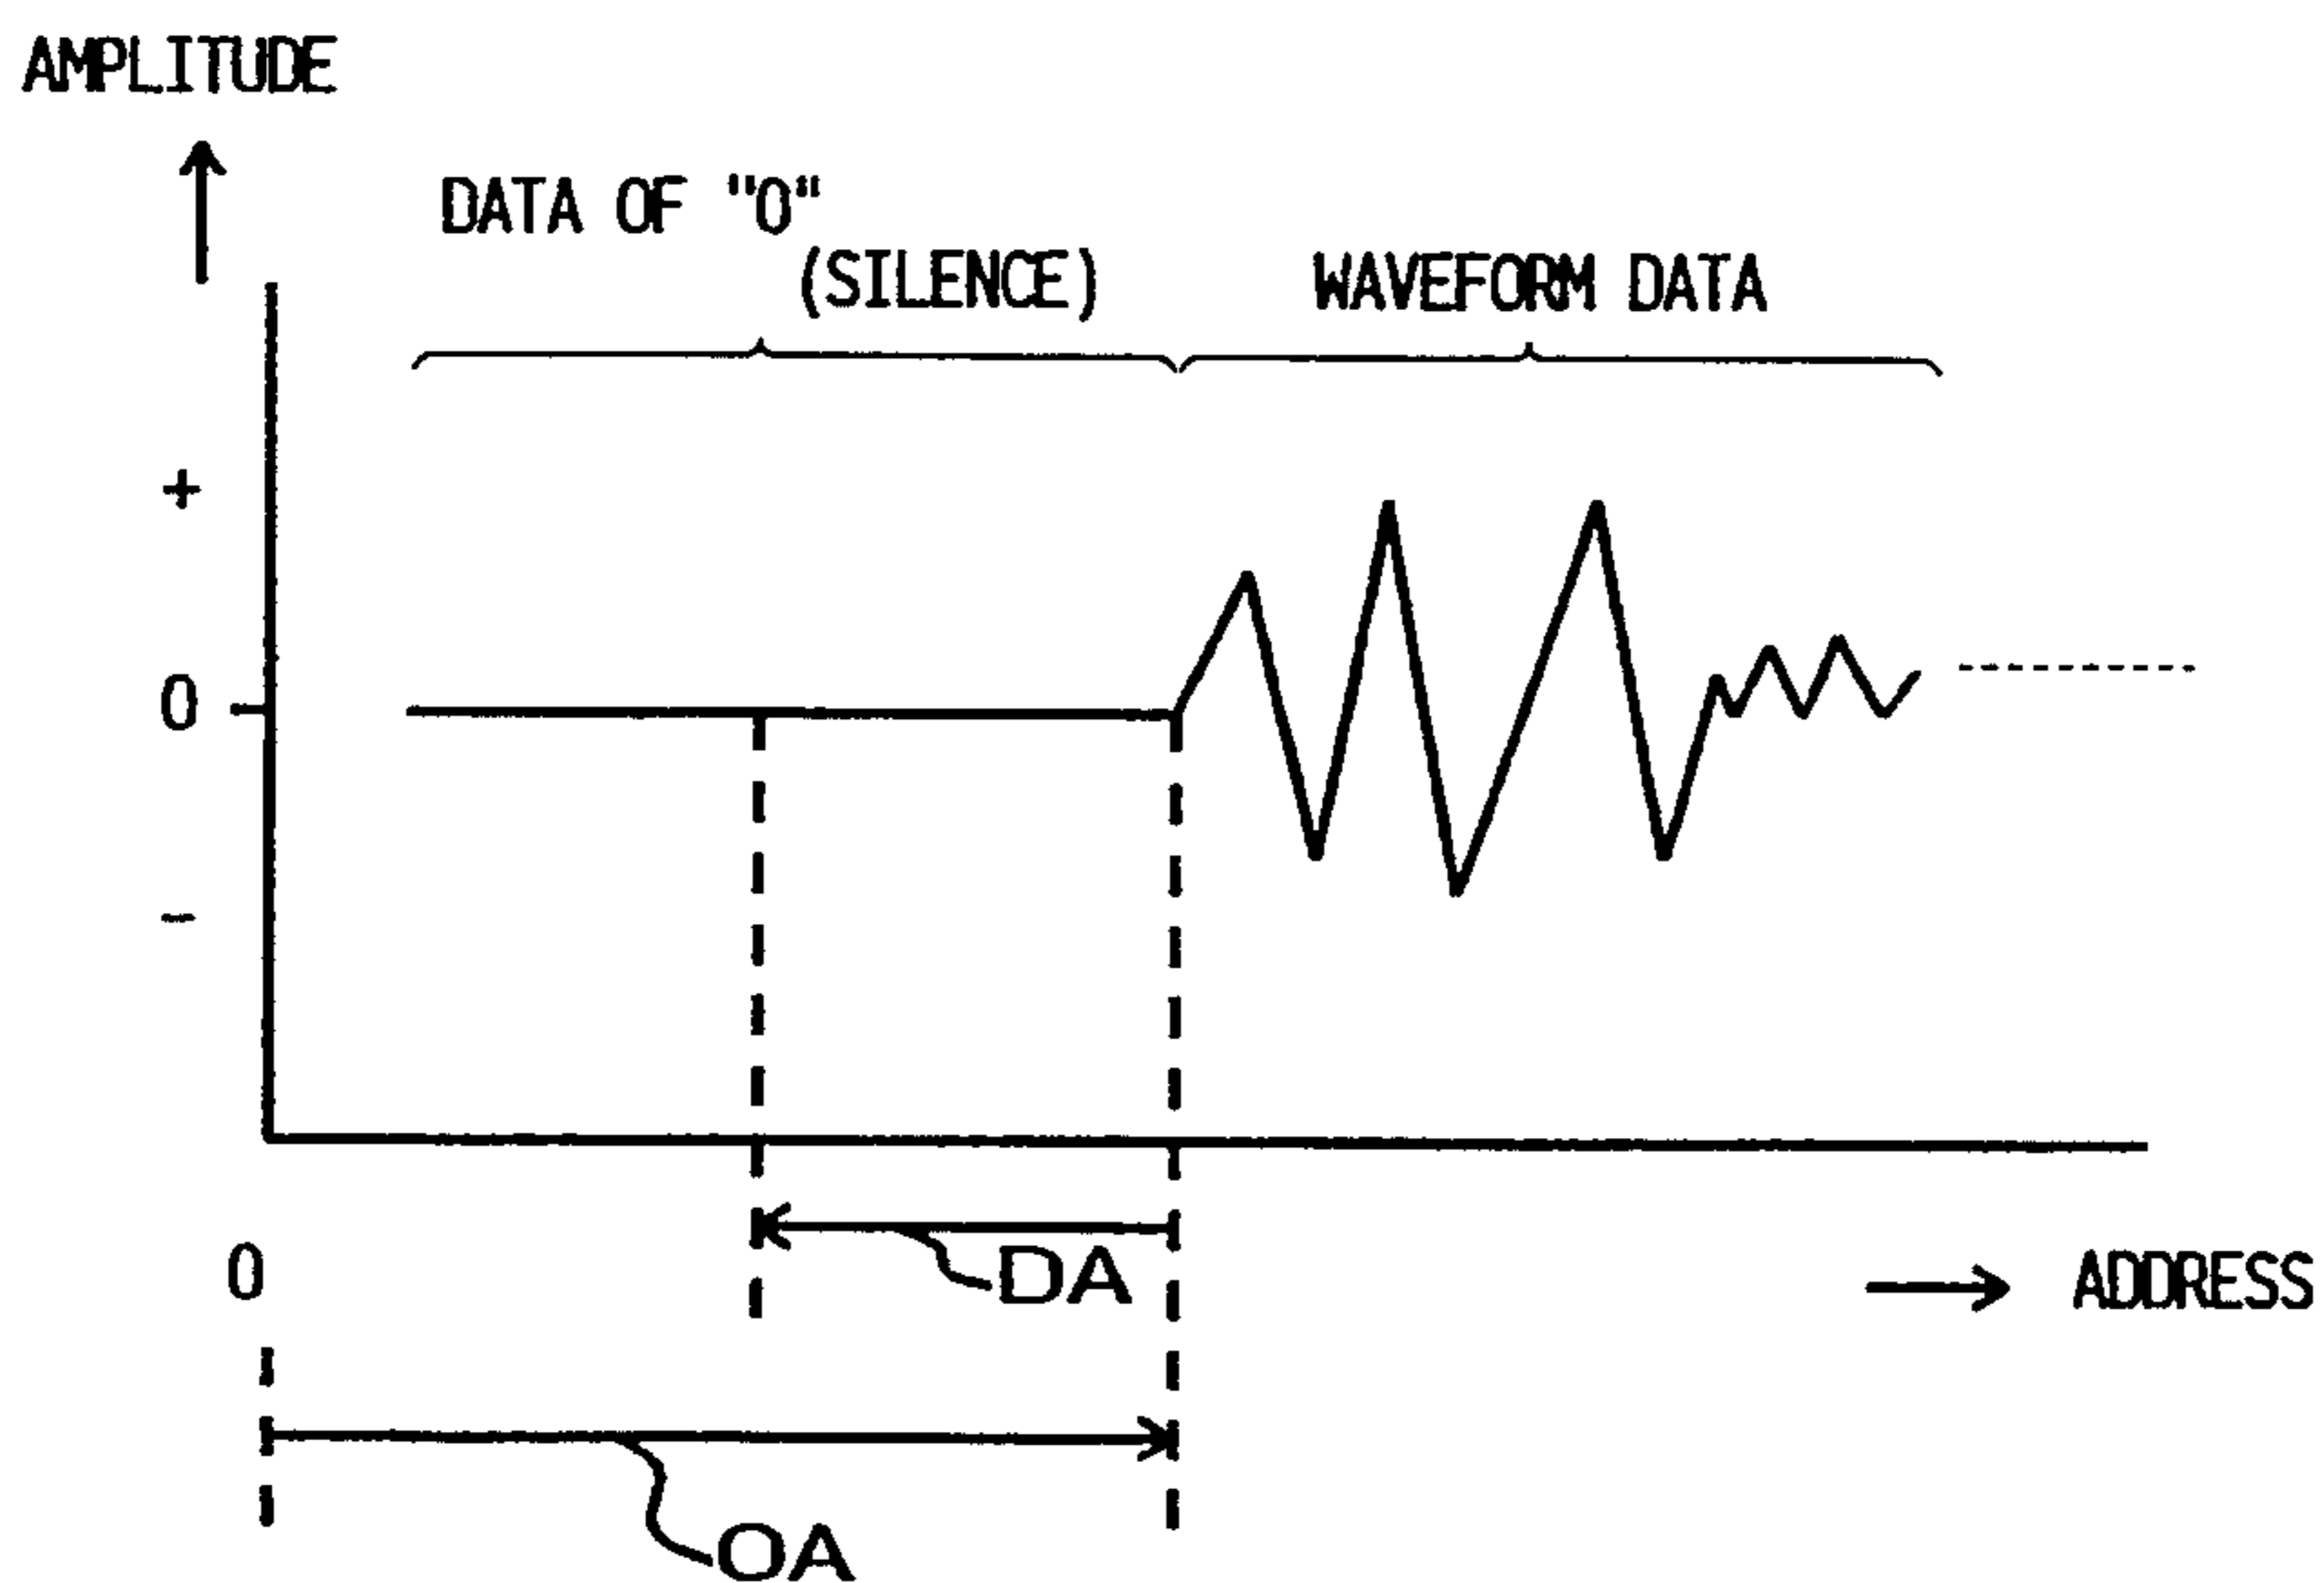 AMPLITUDE
DATA OF "0"
(SILENCE)
WAVEFORM DATA
+
0
−
DA
0
ADDRESS
OA